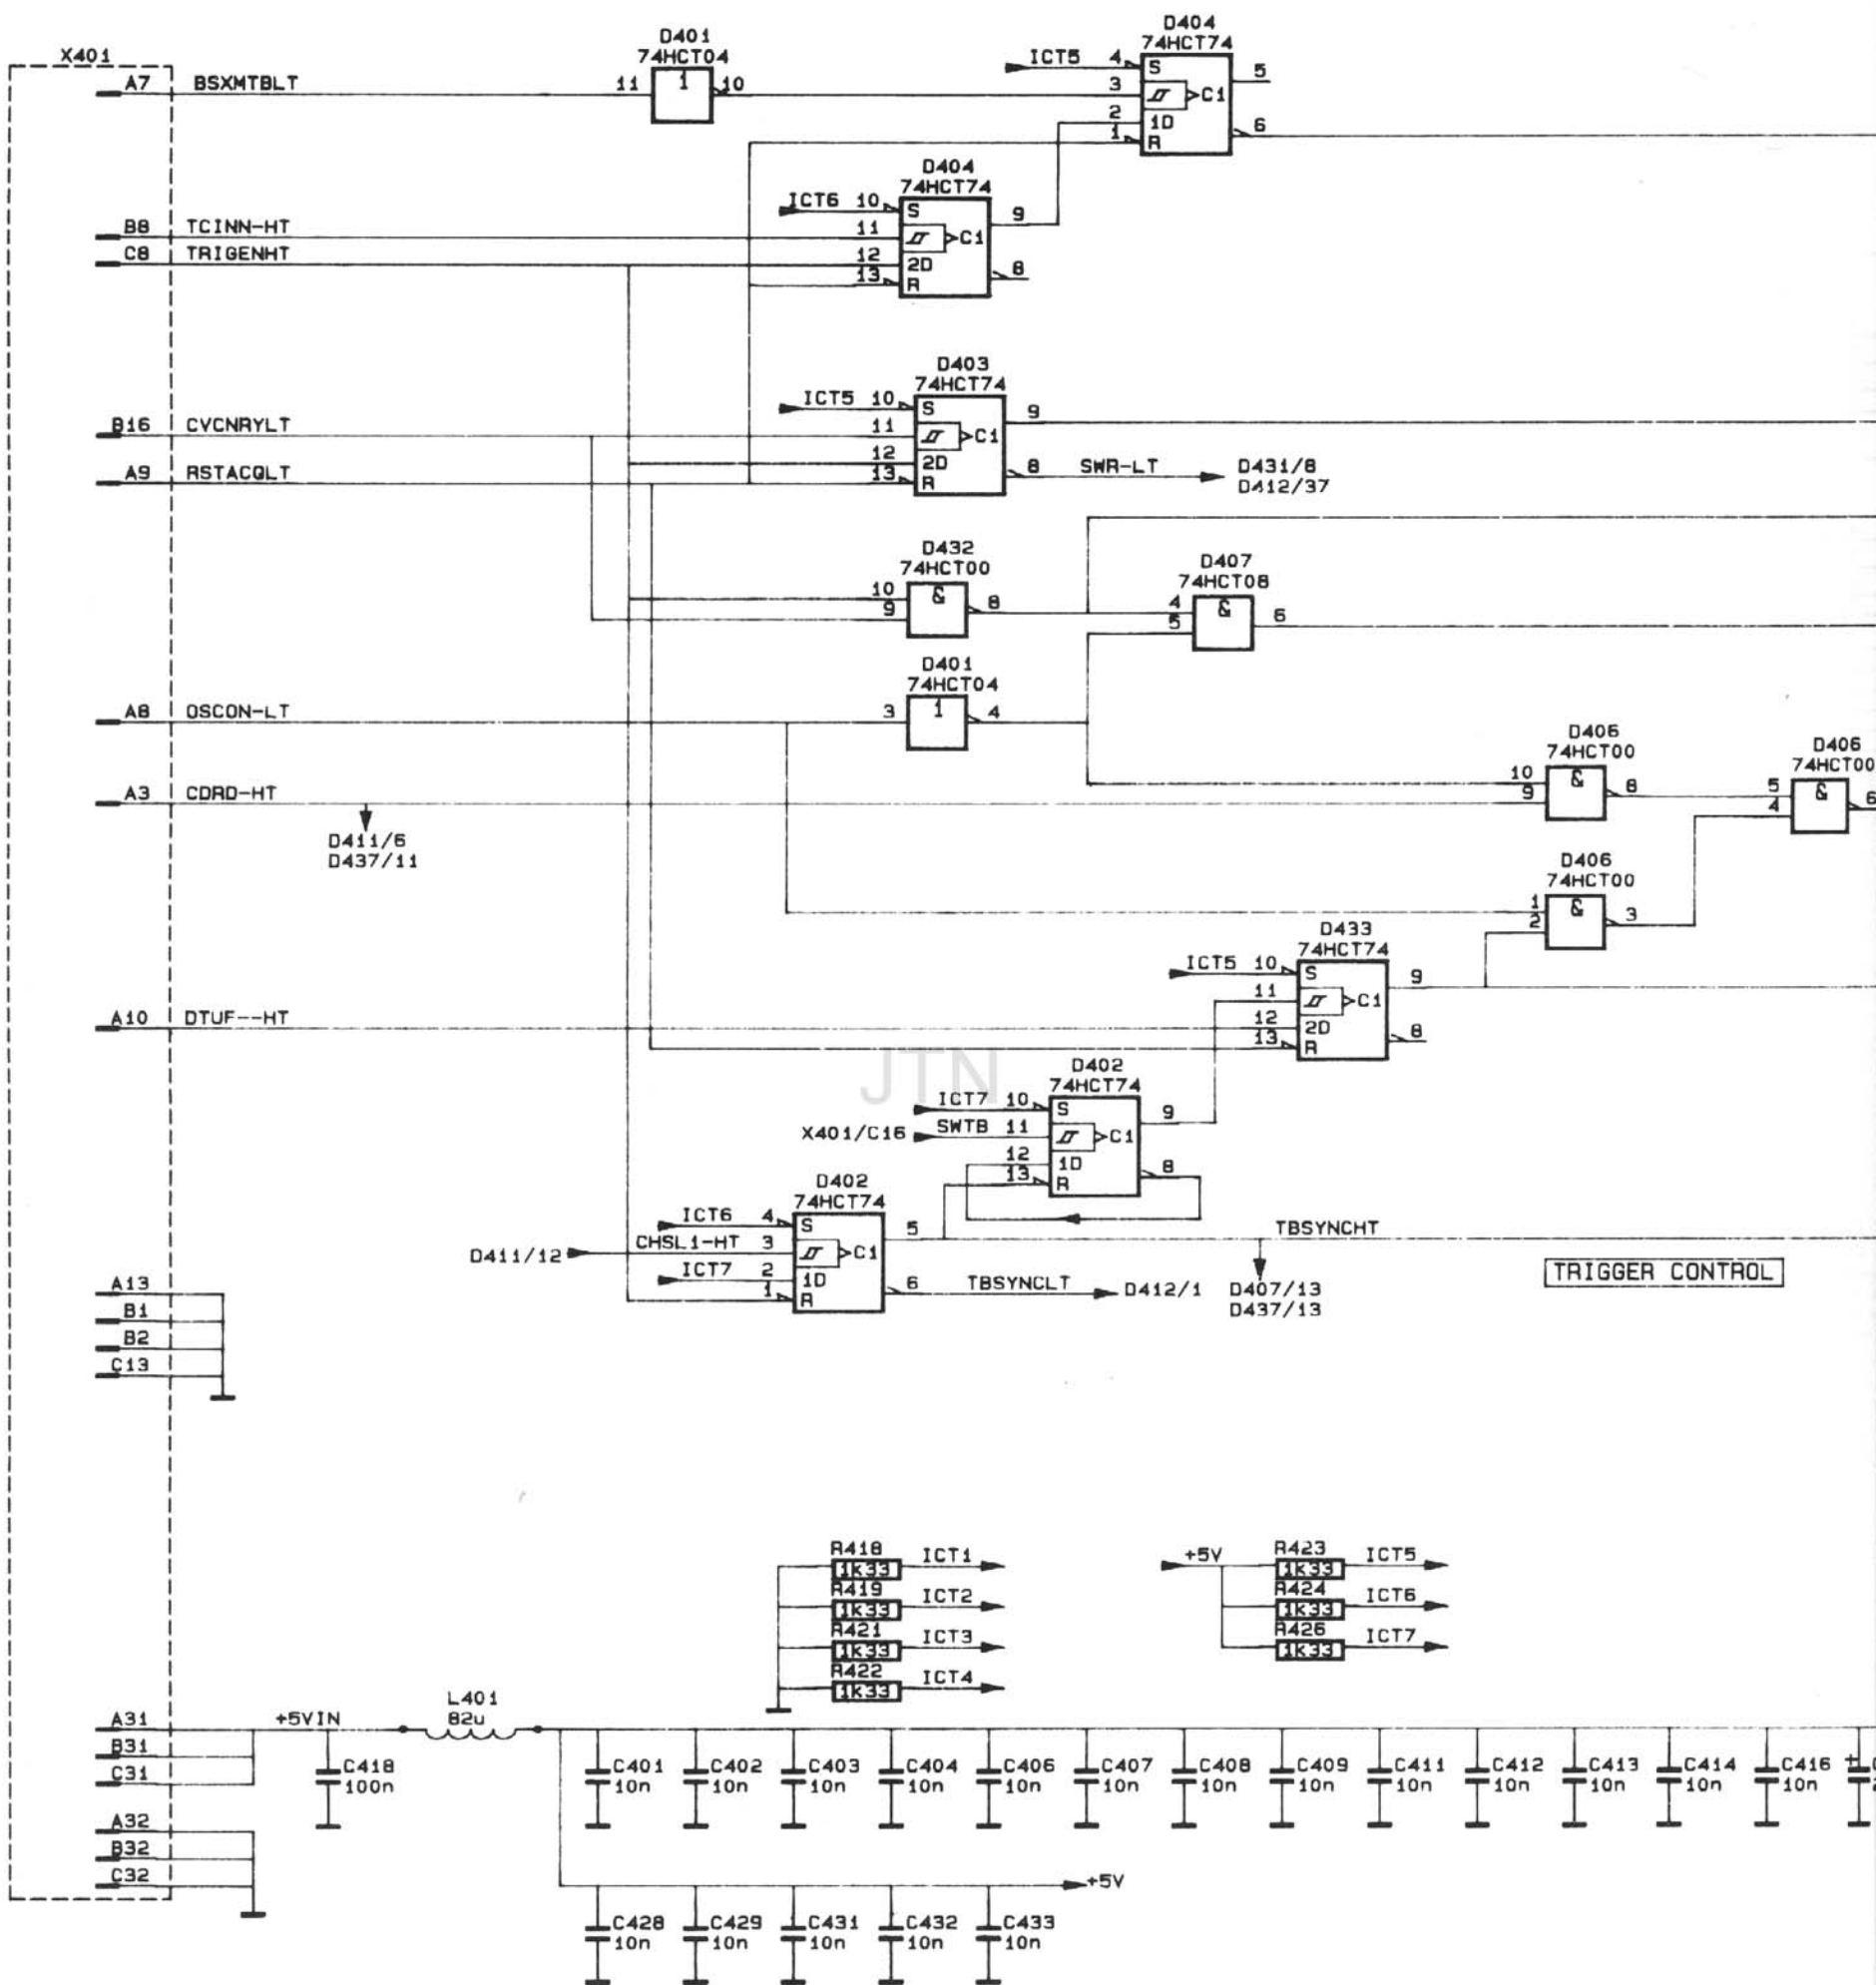 X401
D401
74HCT04
D404
74HCT74
A7 BSXMTBLT 11 1 10
ICT5 4 S 5
3 C1
2 1D
1 R 6
D404
74HCT74
ICT6 10 S 9
B8 TCINN-HT 11 C1
C8 TRIGENHT 12 2D 8
13 R
D403
74HCT74
ICT5 10 S 9
B16 CVCNRYLT 11 C1
12 2D 8 SWR-LT D431/8
A9 RSTACQLT 13 R D412/37
D432
74HCT00
10 & 8
9
D407
74HCT08
4 & 6
5
D401
74HCT04
A8 OSCON-LT 3 1 4
D406
74HCT00
10 & 8
9
D406
74HCT00
5 & 6
4
A3 CDRD-HT
D411/6
D437/11
D406
74HCT00
1 & 3
2
D433
74HCT74
ICT5 10 S 9
11 C1
A10 DTUF--HT 12 2D 8
13 R
JTN
D402
74HCT74
ICT7 10 S 9
X401/C16 SWTB 11 C1
12 1D 8
13 R
D402
74HCT74
ICT6 4 S 5 TBSYNCHT
D411/12 CHSL1-HT 3 C1
ICT7 2 1D 6 TBSYNCLT D412/1
1 R
D407/13
D437/13
TRIGGER CONTROL
A13
B1
B2
C13
R418 ICT1
1k33
R419 ICT2
1k33
R421 ICT3
1k33
R422 ICT4
1k33
+5V R423 ICT5
1k33
R424 ICT6
1k33
R426 ICT7
1k33
A31 +5VIN L401
82u
B31
C31
A32
B32
C32
C418
100n
C401 C402 C403 C404 C406 C407 C408 C409 C411 C412 C413 C414 C416 +
10n 10n 10n 10n 10n 10n 10n 10n 10n 10n 10n 10n 10n
+5V
C428 C429 C431 C432 C433
10n 10n 10n 10n 10n